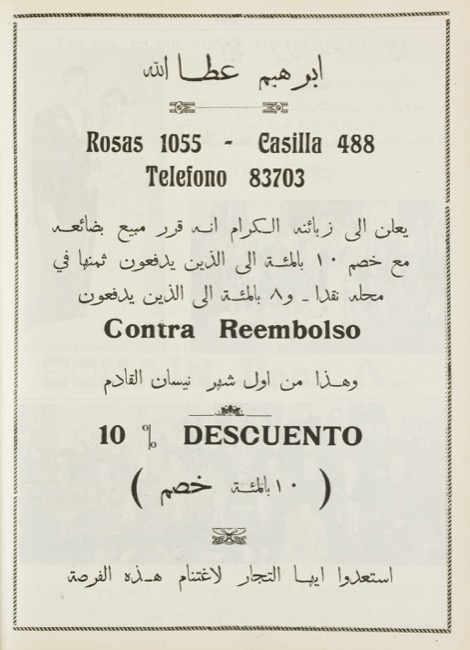 ابرهيم عطا الله
Rosas 1055 - Casilla 488
Telefono 83703
يعلن الى زبائنه الكرام انه قرر مبيع بضائعه
مع خصم ١٠ بالمئة الى الذين يدفعون ثمنها في
محله نقدا ـ و٨ بالمئة الى الذين يدفعون
Contra Reembolso
وهذا من اول شهر نيسان القادم
10 % DESCUENTO
( ١٠ بالمئة خصم )
استعدوا ايها التجار لاغتنام هذه الفرصة